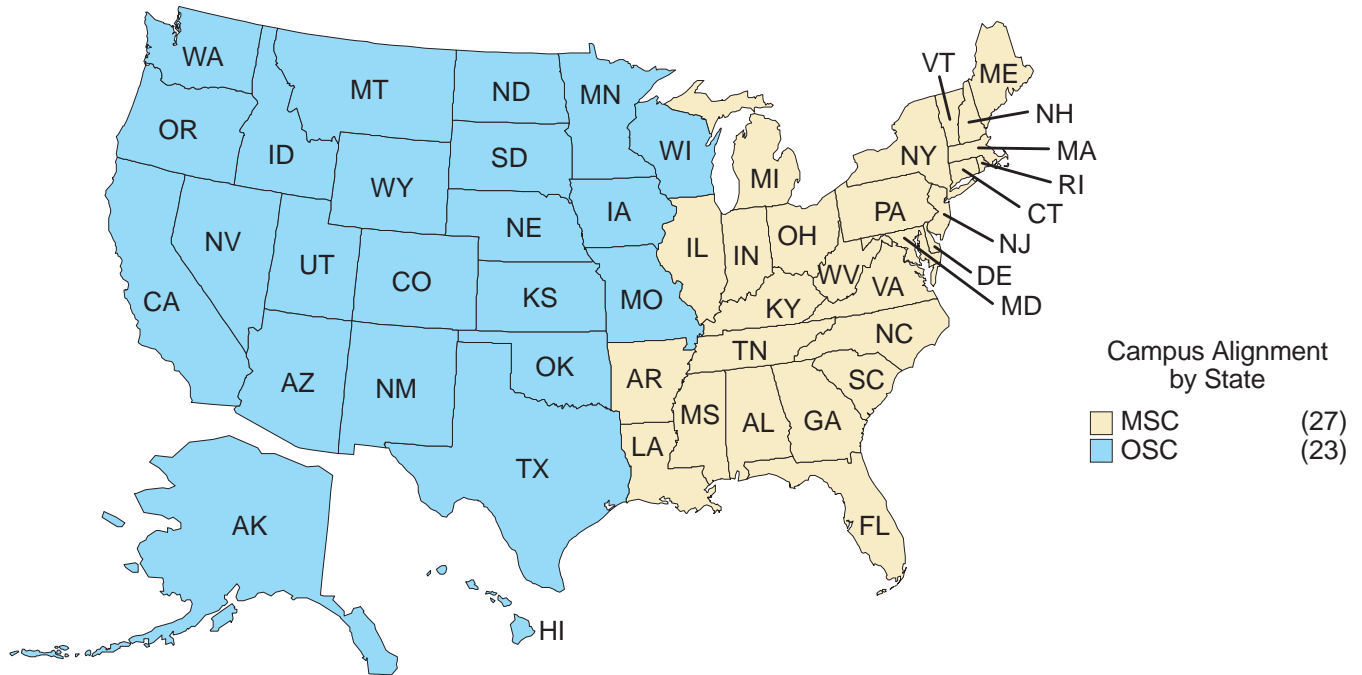 WA
MT
ND
MN
VT
ME
OR
ID
SD
WI
NH
WY
MI
NY
MA
RI
IA
NE
PA
CT
NV
UT
CO
IL
IN
OH
NJ
CA
KS
MO
WV
VA
DE
KY
MD
AZ
NM
OK
TN
NC
AR
SC
MS
AL
GA
LA
TX
FL
AK
HI
Campus Alignment
by State
MSC (27)
OSC (23)